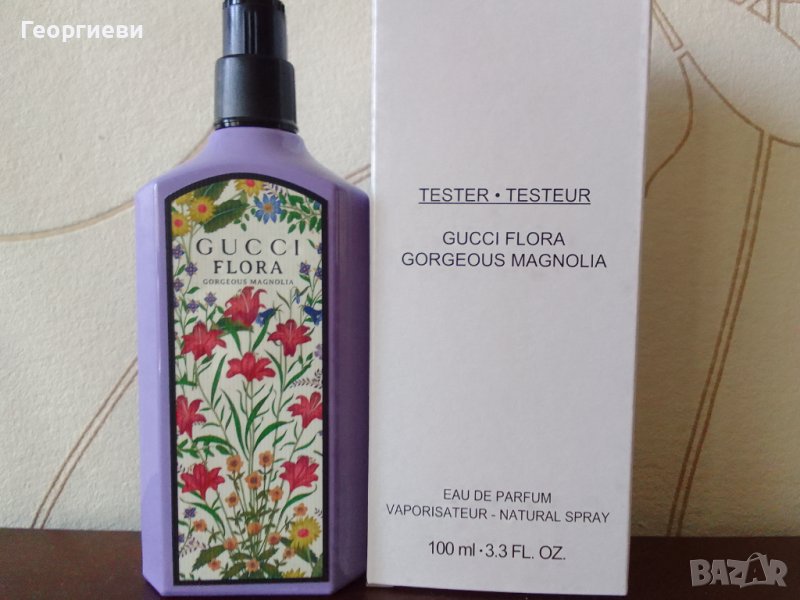 Георгиеви
GUCCI
FLORA
GORGEOUS MAGNOLIA
TESTER • TESTEUR
GUCCI FLORA
GORGEOUS MAGNOLIA
EAU DE PARFUM
VAPORISATEUR - NATURAL SPRAY
100 ml • 3.3 FL. OZ.
BAZAR